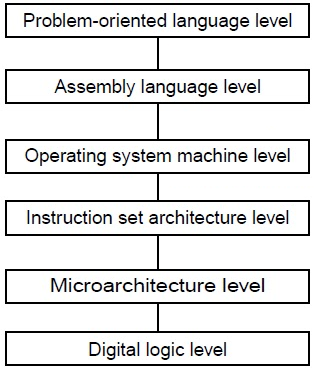 Problem-oriented language level
Assembly language level
Operating system machine level
Instruction set architecture level
Microarchitecture level
Digital logic level